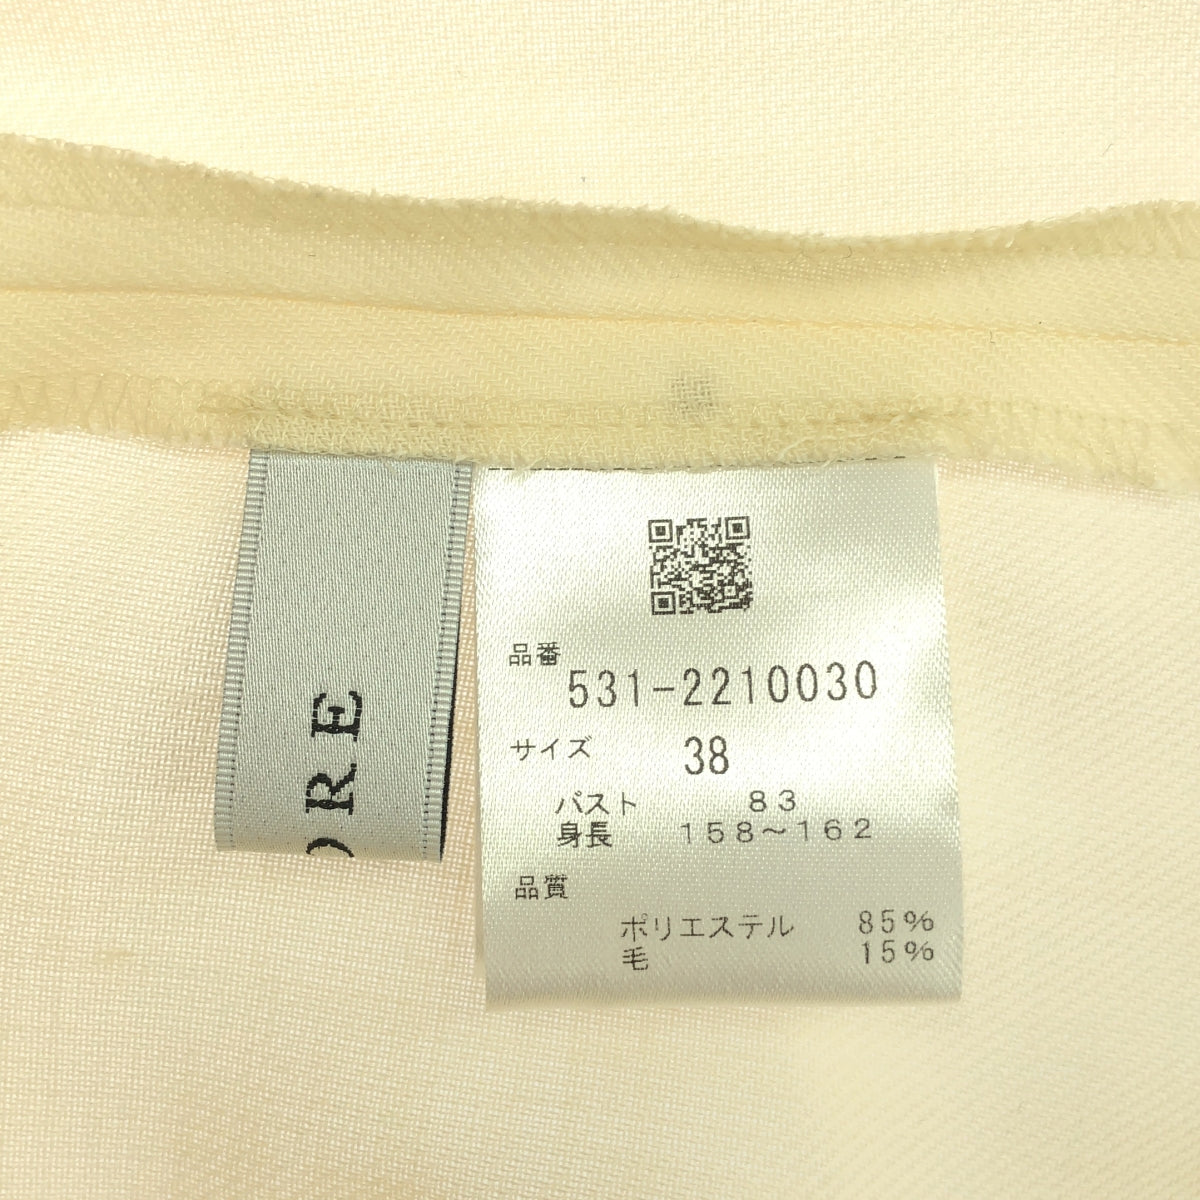 品番
531-2210030
サイズ 38
バスト 83
身長 158～162
品質
ポリエステル 85%
毛 15%
ORE